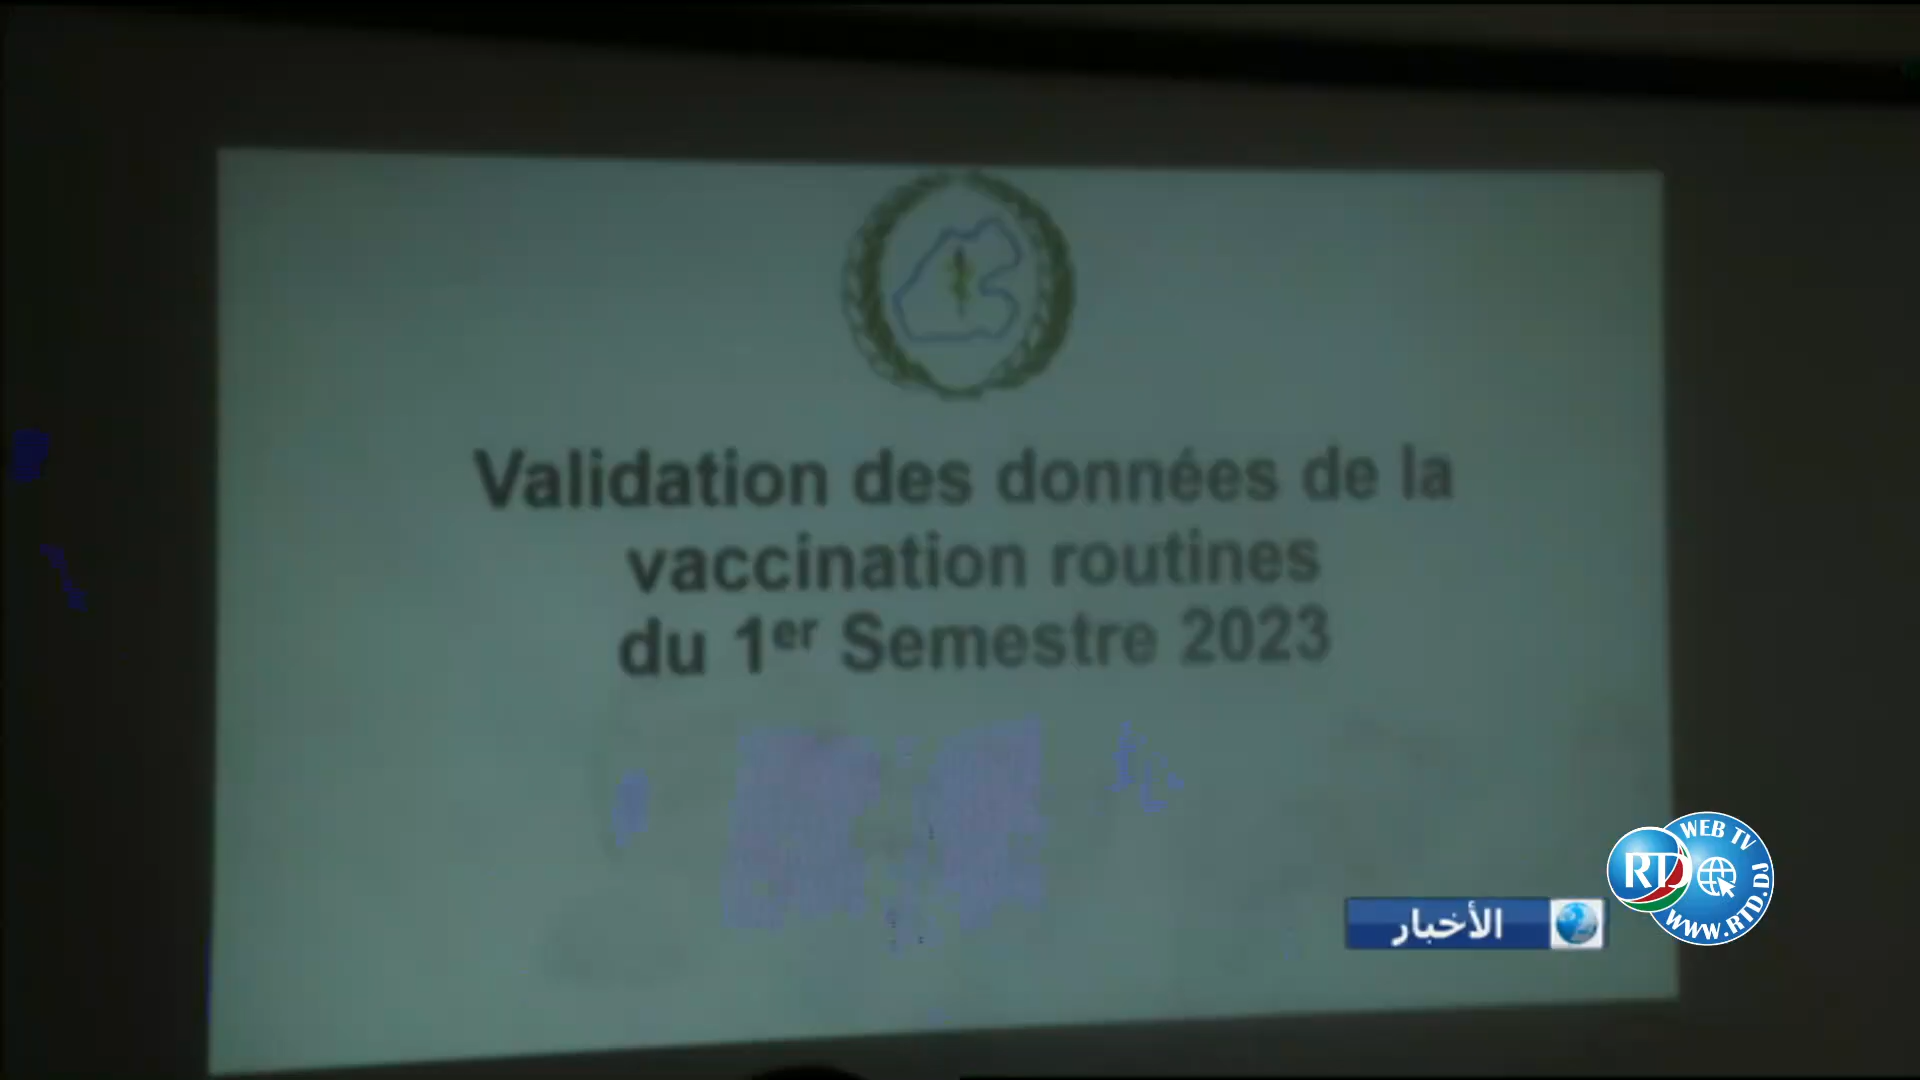 Validation des données de la
vaccination routines
du 1er Semestre 2023
الأخبار
RTD
WEB TV
WWW.RTD.DJ